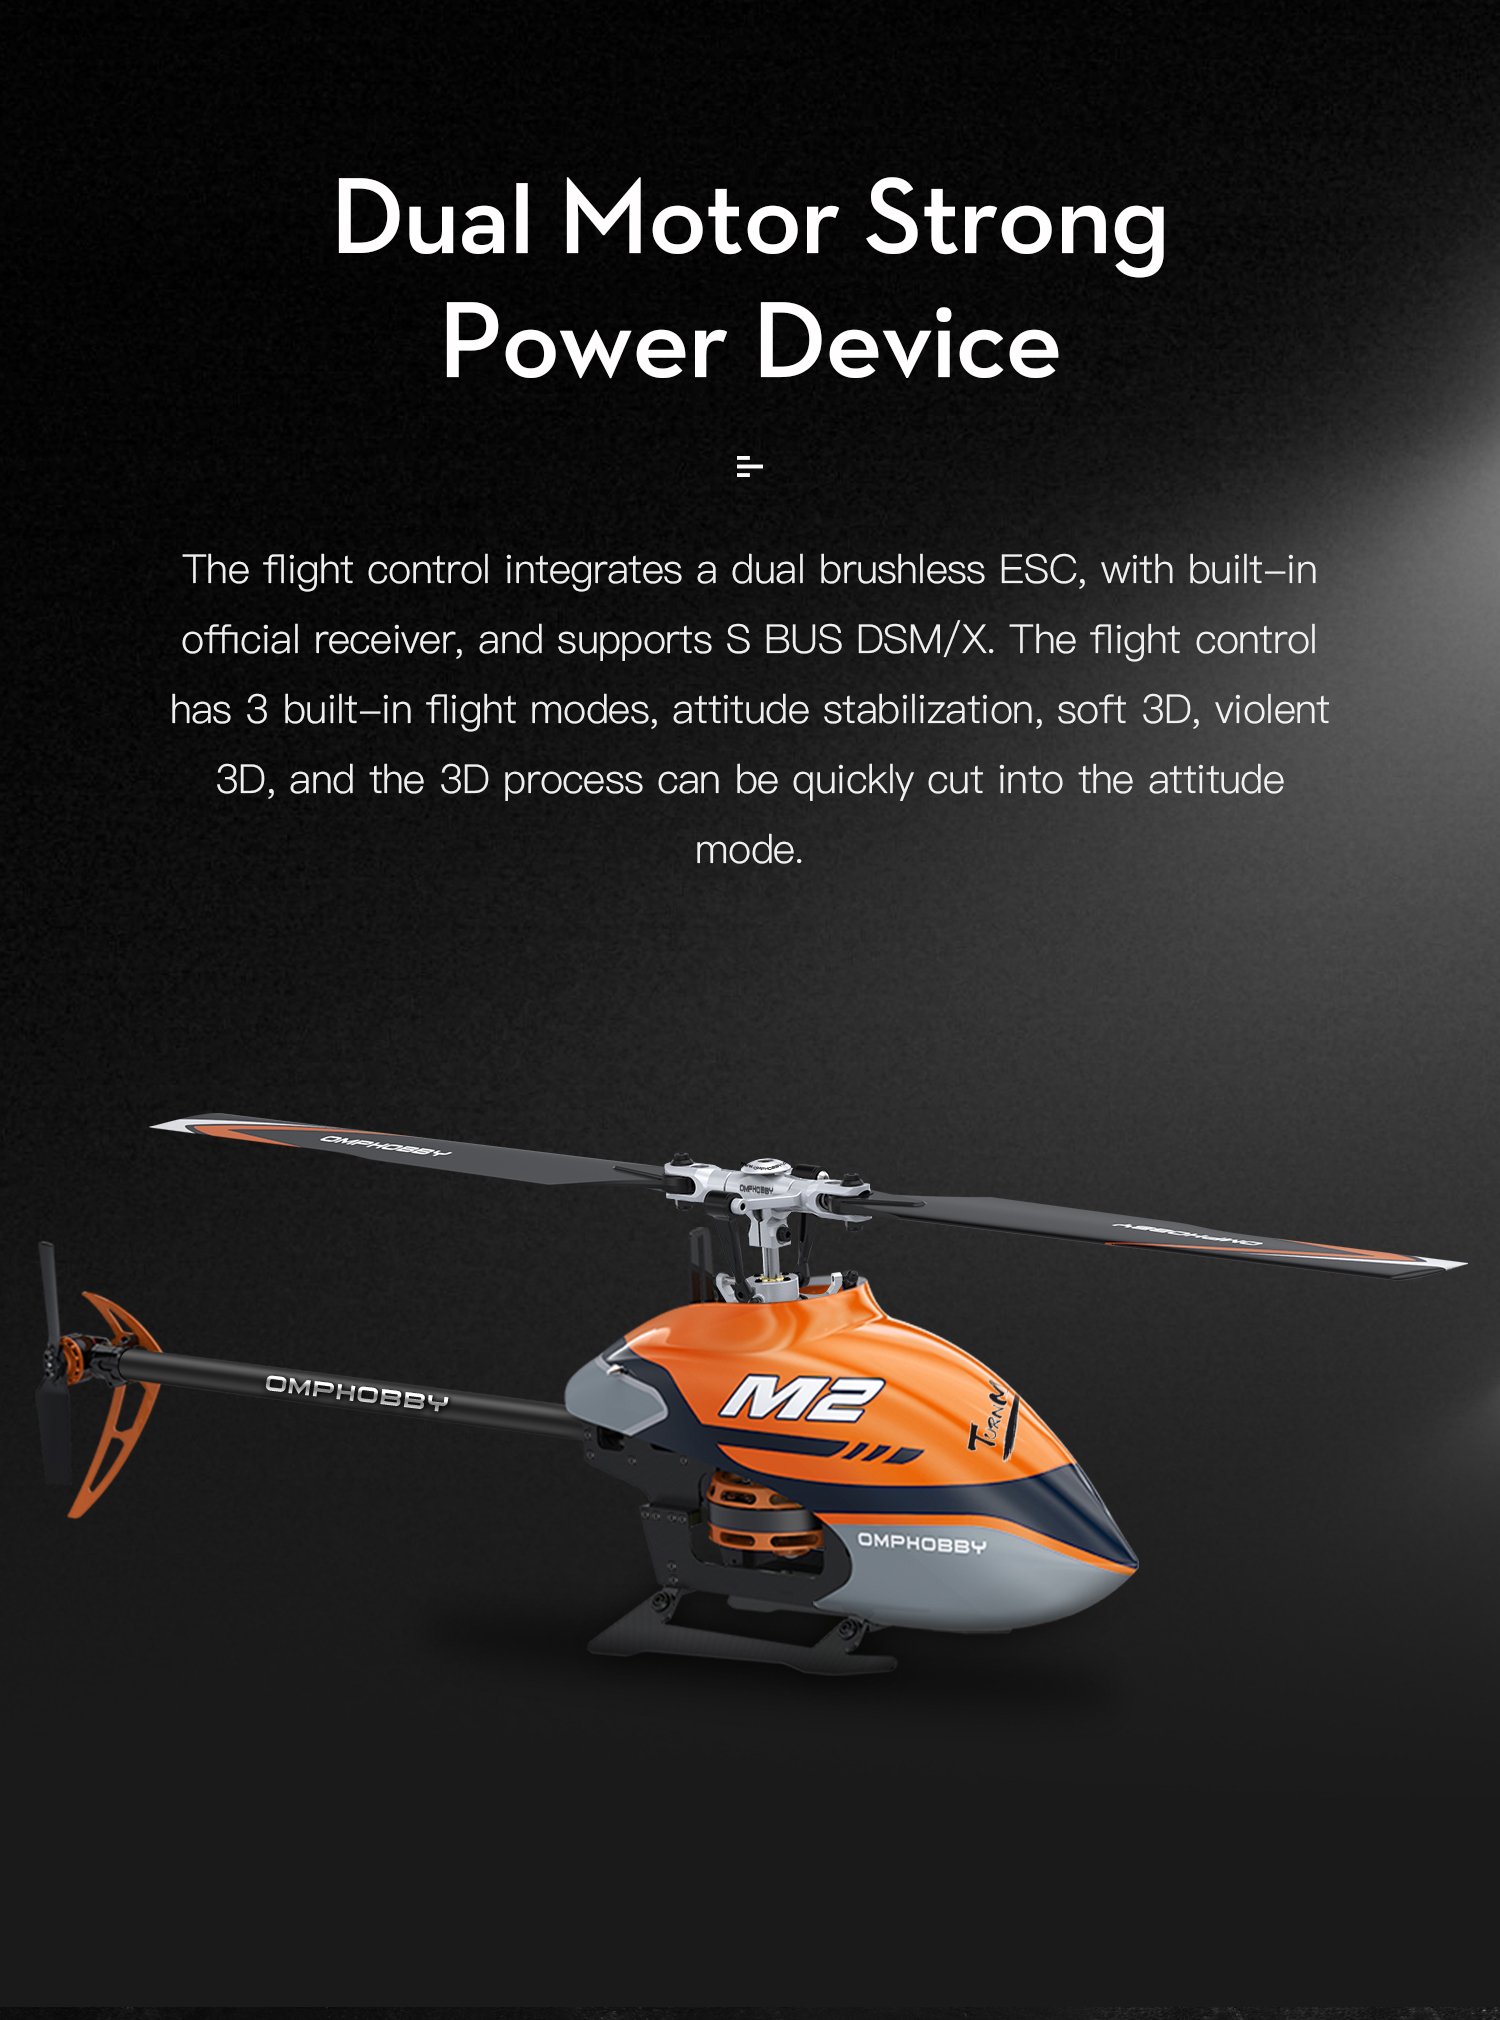 Dual Motor Strong
Power Device
The flight control integrates a dual brushless ESC, with built-in
official receiver, and supports S BUS DSM/X. The flight control
has 3 built-in flight modes, attitude stabilization, soft 3D, violent
3D, and the 3D process can be quickly cut into the attitude
mode.
OMPHOBBY
OMPHOBBY
OMPHOBBY
OMPHOBBY
M2
TURNN
OMPHOBBY